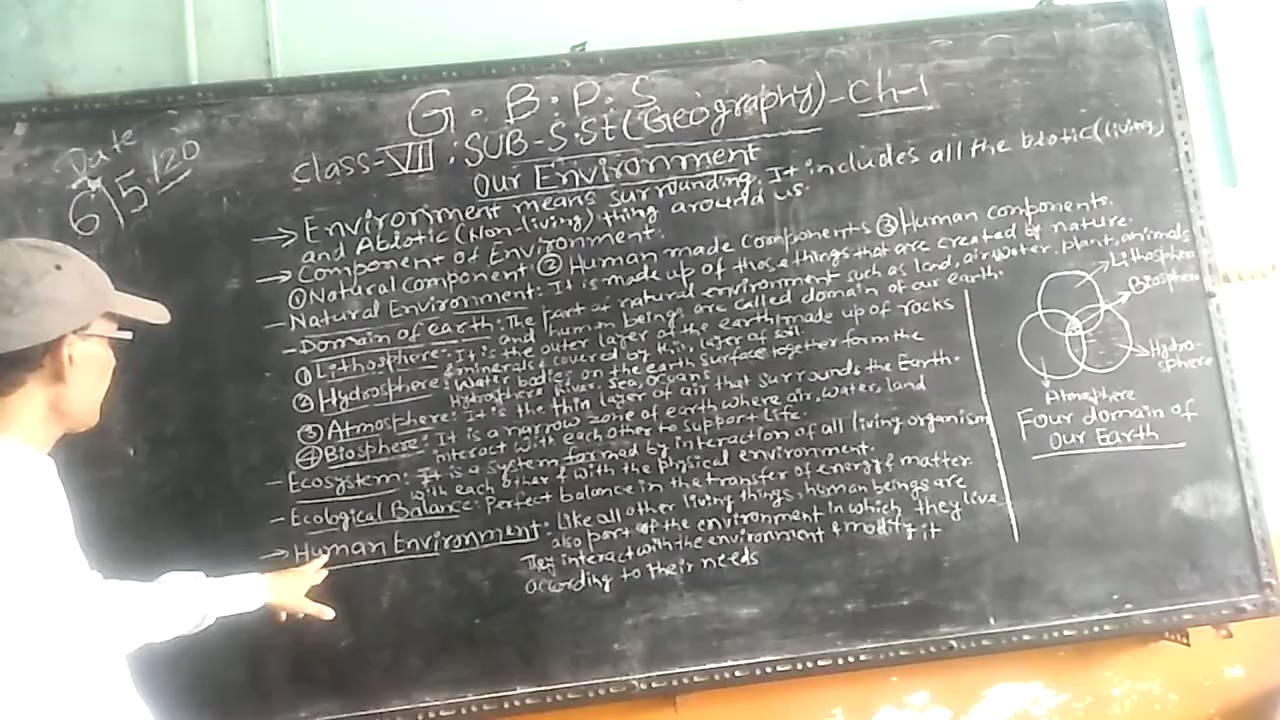 Date
6/5/20
G. B. P. S
Class-VII : SUB-S.St (Geography) - Ch-1
Our Environment
→ Environment means surrounding, It includes all the biotic (living)
and Abiotic (Non-living) thing around us.
→ Component of Environment.
① Natural component ② Human made components ③ Human components.
- Natural Environment: It is made up of those things that are created by nature.
- Domain of earth: The part of natural environment such as land, air, water, plant, animals
and human beings are called domain of our earth.
① Lithosphere: It is the outer layer of the earth made up of rocks
& minerals & covered by thin layer of soil
② Hydrosphere: Water bodies on the earth surface together form the
Hydrosphere River, Sea, Oceans
③ Atmosphere: It is the thin layer of air that surrounds the Earth.
④ Biosphere: It is a narrow zone of earth where air, water, land
interact with each other to support Life.
- Ecosystem: It is a system formed by interaction of all living organism
with each other & with the physical environment.
- Ecological Balance: Perfect balance in the transfer of energy & matter.
→ Human Environment: Like all other living things, human beings are
also part of the environment in which they live
They interact with the environment & modify it
according to their needs
Lithosphere
Biosphere
Hydro-
sphere
Atmosphere
Four domain of
our Earth